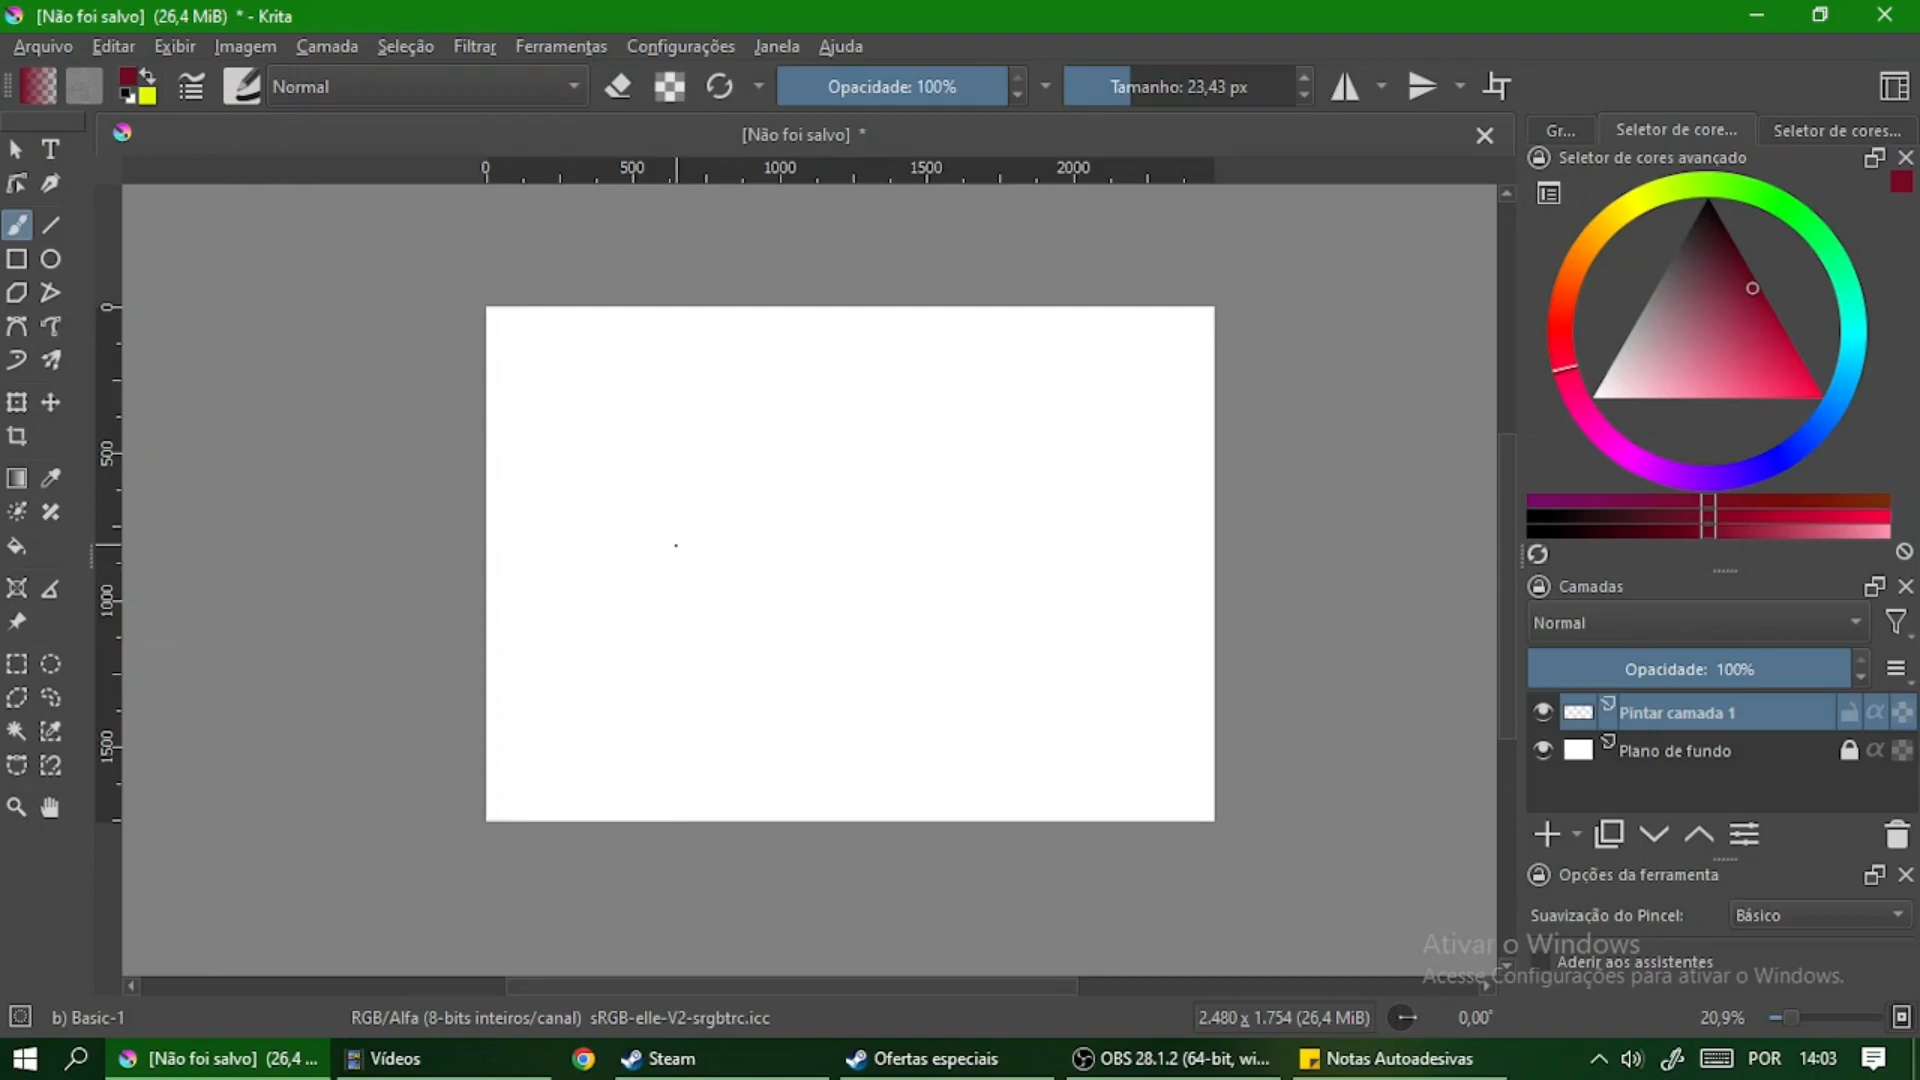 [Não foi salvo] (26,4 MiB) * - Krita
Arquivo Editar Exibir Imagem Camada Seleção Filtrar Ferramentas Configurações Janela Ajuda
Normal Opacidade: 100% Tamanho: 23,43 px
[Não foi salvo] *
Gr... Seletor de core... Seletor de cores...
Seletor de cores avançado
0 500 1000 1500 2000
0
500
1000
1500
Camadas
Normal
Opacidade: 100%
Pintar camada 1
Plano de fundo
Opções da ferramenta
Suavização do Pincel: Básico
Aderir aos assistentes
Ativar o Windows
Acesse Configurações para ativar o Windows.
b) Basic-1 RGB/Alfa (8-bits inteiros/canal) sRGB-elle-V2-srgbtrc.icc 2.480 x 1.754 (26,4 MiB) 0,00° 20,9%
[Não foi salvo] (26,4 ... Vídeos Steam Ofertas especiais OBS 28.1.2 (64-bit, wi... Notas Autoadesivas POR 14:03